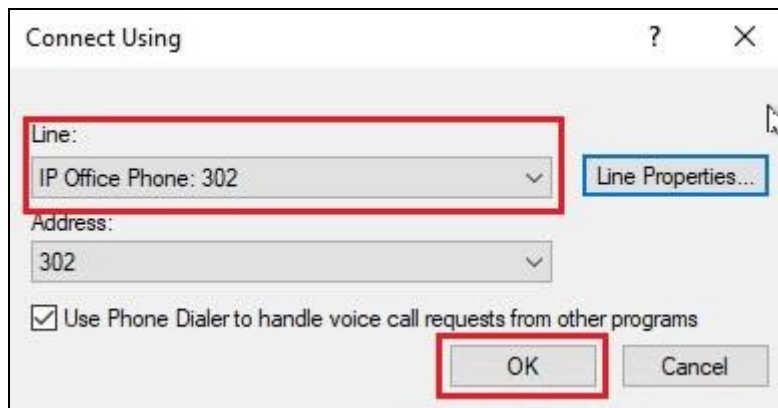 Connect Using
?
Line:
IP Office Phone: 302
Line Properties...
Address:
302
Use Phone Dialer to handle voice call requests from other programs
OK
Cancel